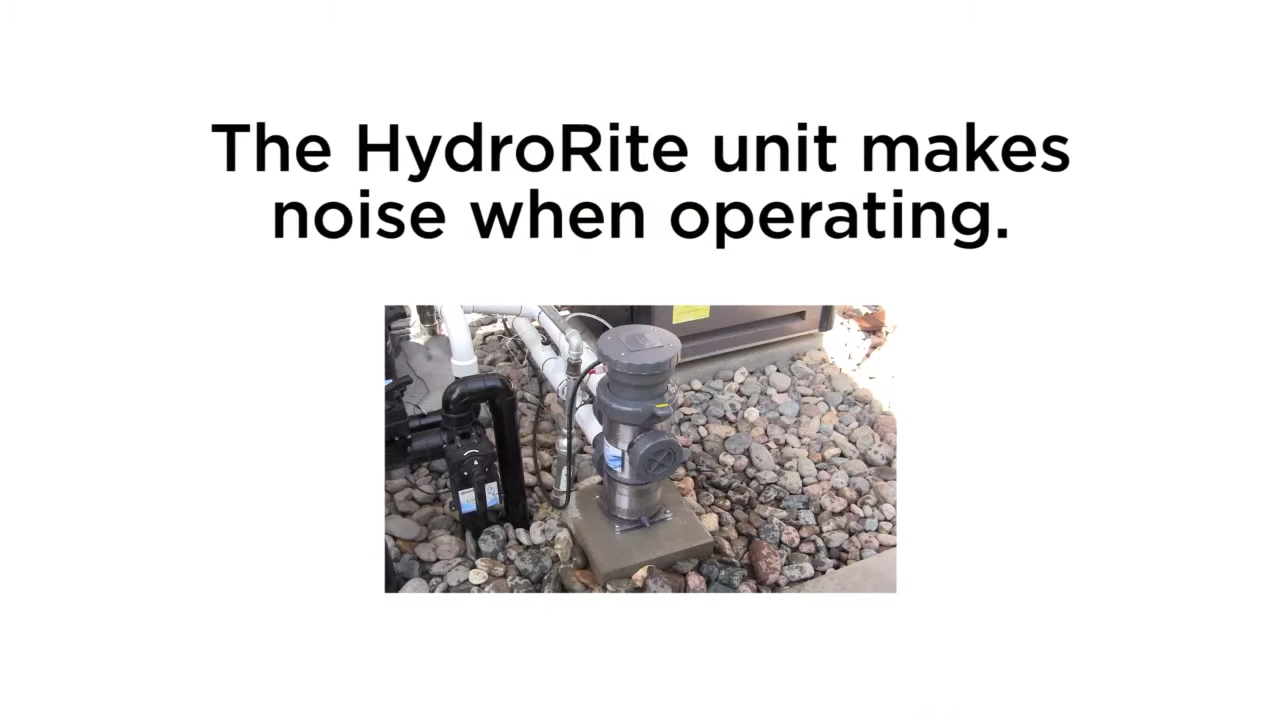 The HydroRite unit makes
noise when operating.